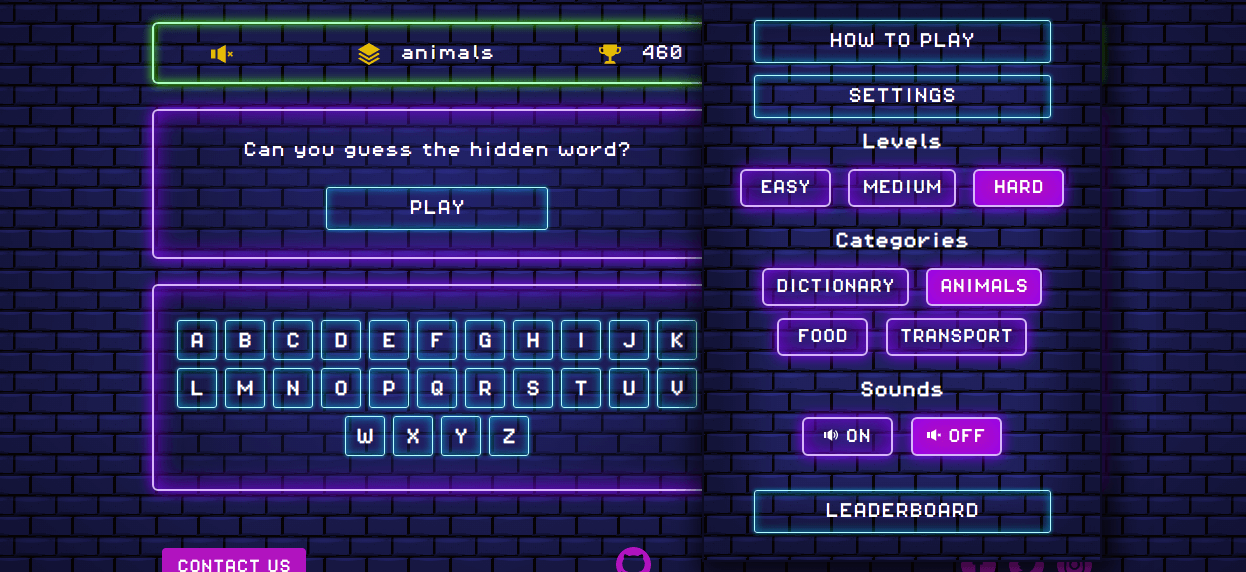 animals 460
Can you guess the hidden word?
PLAY
A B C D E F G H I J K
L M N O P Q R S T U V
W X Y Z
CONTACT US
HOW TO PLAY
SETTINGS
Levels
EASY MEDIUM HARD
Categories
DICTIONARY ANIMALS
FOOD TRANSPORT
Sounds
ON OFF
LEADERBOARD